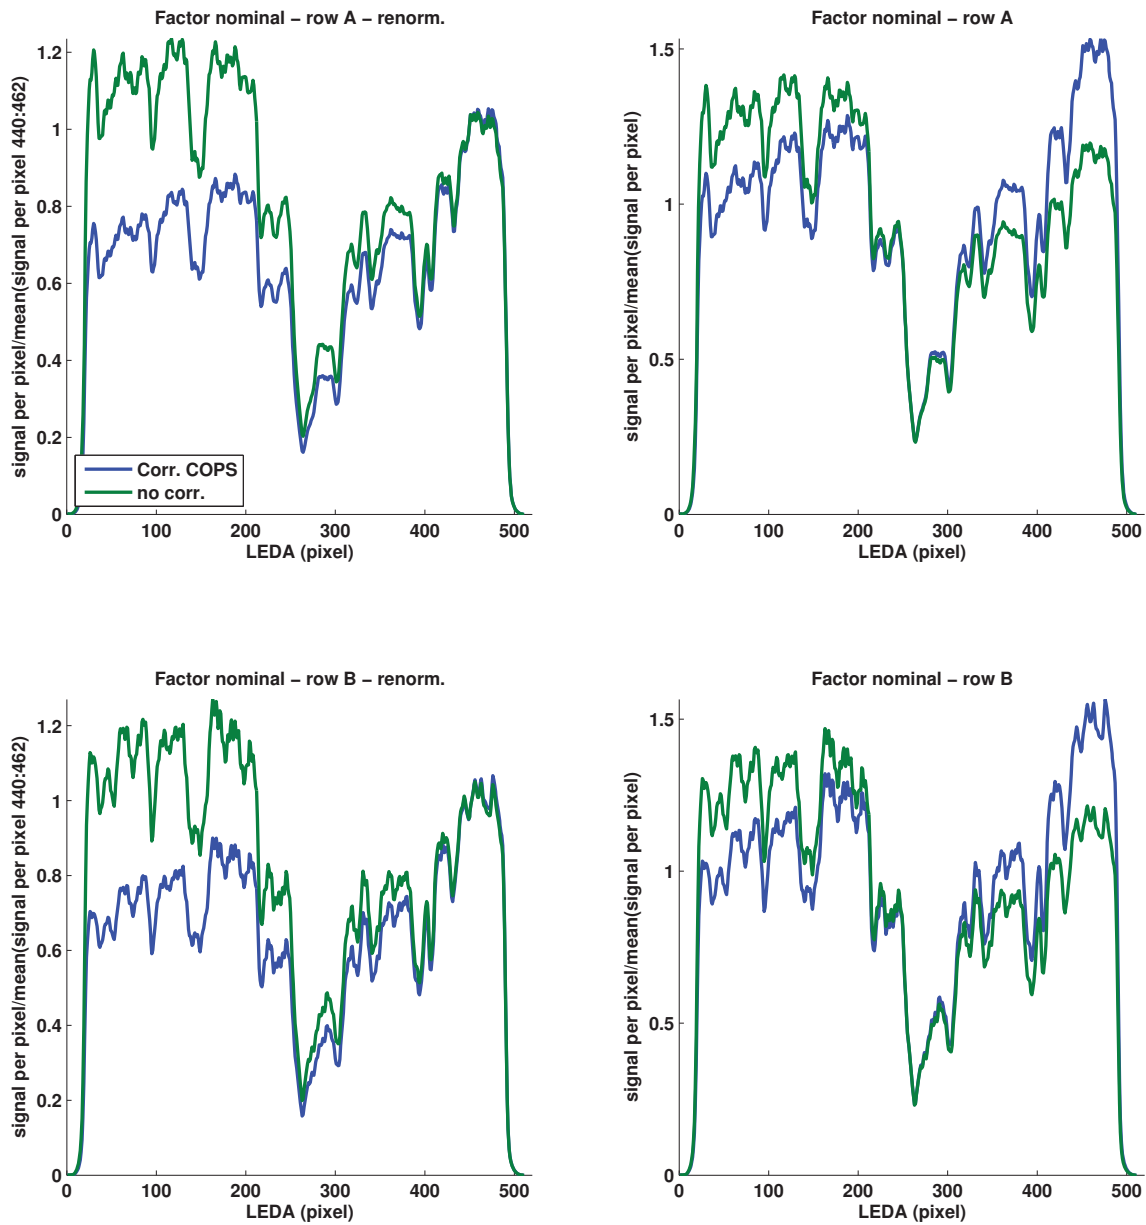 Factor nominal – row A – renorm.
signal per pixel/mean(signal per pixel 440:462)
1.2
1
0.8
0.6
0.4
0.2
0
Corr. COPS
no corr.
0 100 200 300 400 500
LEDA (pixel)
Factor nominal – row A
signal per pixel/mean(signal per pixel)
1.5
1
0.5
0
0 100 200 300 400 500
LEDA (pixel)
Factor nominal – row B – renorm.
signal per pixel/mean(signal per pixel 440:462)
1.2
1
0.8
0.6
0.4
0.2
0
0 100 200 300 400 500
LEDA (pixel)
Factor nominal – row B
signal per pixel/mean(signal per pixel)
1.5
1
0.5
0
0 100 200 300 400 500
LEDA (pixel)